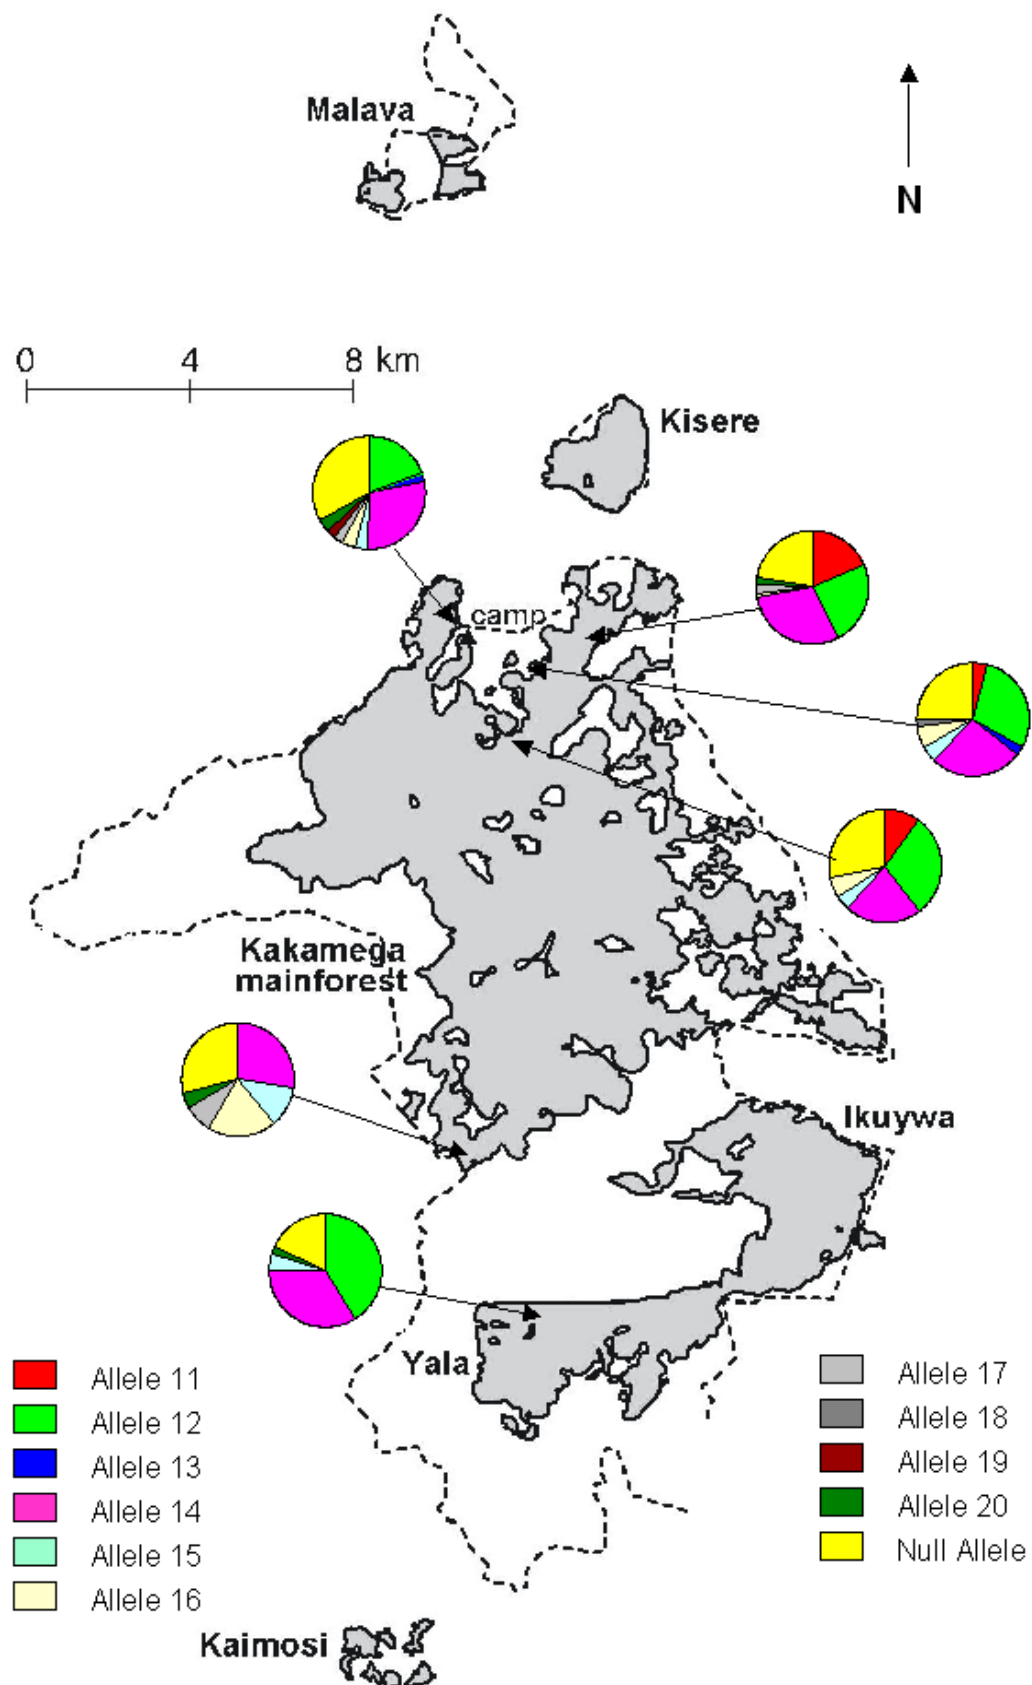 Malava
N
0 4 8 km
Kisere
camp
Kakamega
mainforest
Ikuywa
Yala
Allele 11
Allele 12
Allele 13
Allele 14
Allele 15
Allele 16
Allele 17
Allele 18
Allele 19
Allele 20
Null Allele
Kaimosi